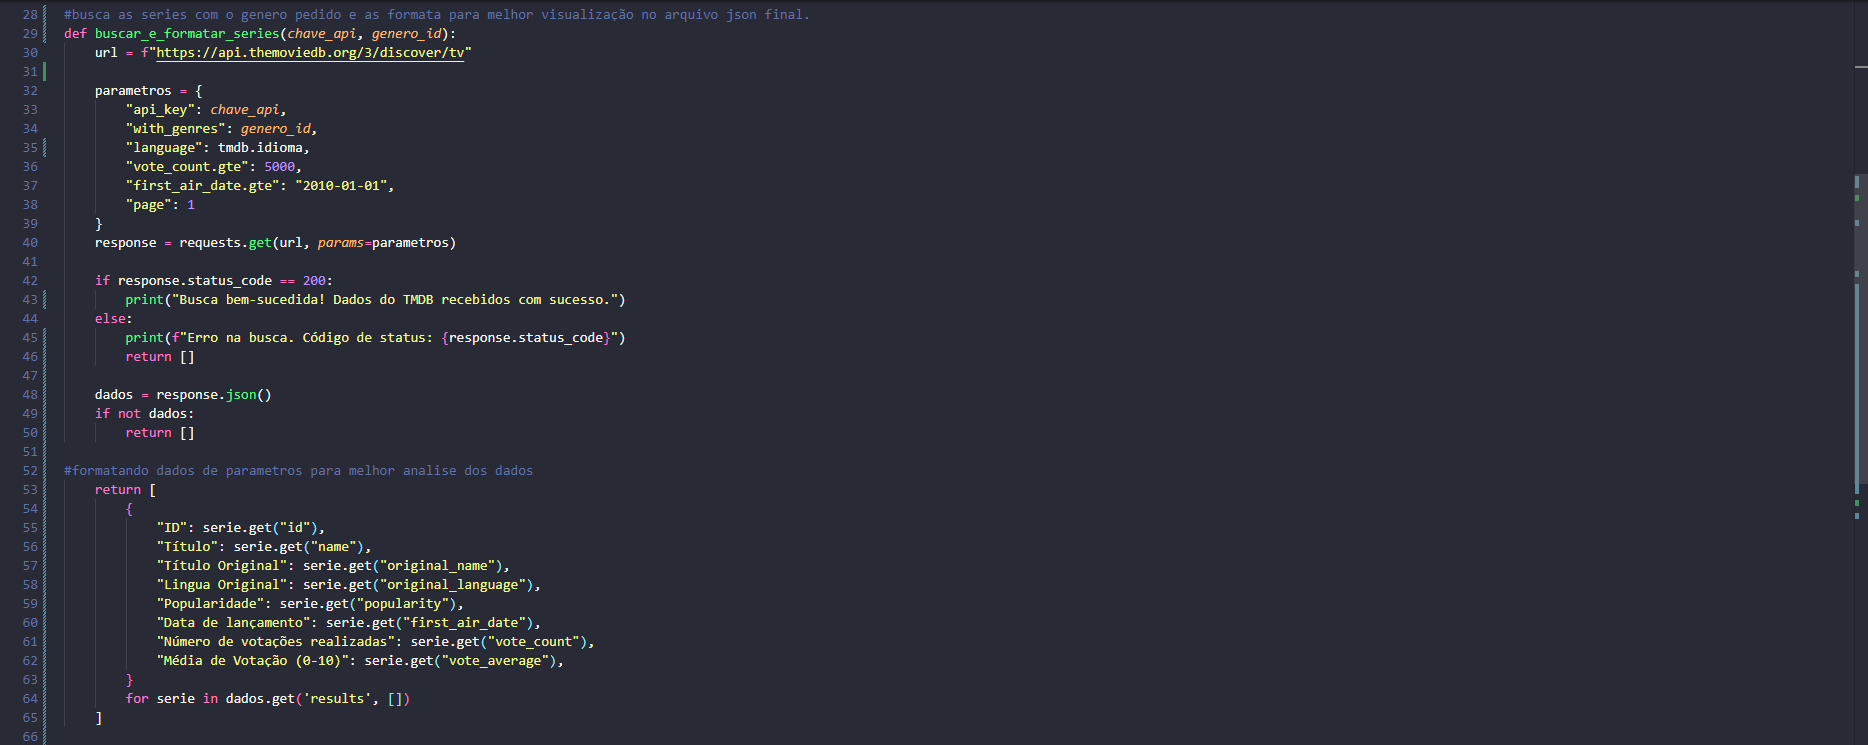 28 #busca as series com o genero pedido e as formata para melhor visualização no arquivo json final.
29 def buscar_e_formatar_series(chave_api, genero_id):
30     url = f"https://api.themoviedb.org/3/discover/tv"
31
32     parametros = {
33         "api_key": chave_api,
34         "with_genres": genero_id,
35         "language": tmdb.idioma,
36         "vote_count.gte": 5000,
37         "first_air_date.gte": "2010-01-01",
38         "page": 1
39     }
40     response = requests.get(url, params=parametros)
41
42     if response.status_code == 200:
43         print("Busca bem-sucedida! Dados do TMDB recebidos com sucesso.")
44     else:
45         print(f"Erro na busca. Código de status: {response.status_code}")
46         return []
47
48     dados = response.json()
49     if not dados:
50         return []
51
52 #formatando dados de parametros para melhor analise dos dados
53     return [
54         {
55             "ID": serie.get("id"),
56             "Título": serie.get("name"),
57             "Título Original": serie.get("original_name"),
58             "Lingua Original": serie.get("original_language"),
59             "Popularidade": serie.get("popularity"),
60             "Data de lançamento": serie.get("first_air_date"),
61             "Número de votações realizadas": serie.get("vote_count"),
62             "Média de Votação (0-10)": serie.get("vote_average"),
63         }
64         for serie in dados.get('results', [])
65     ]
66